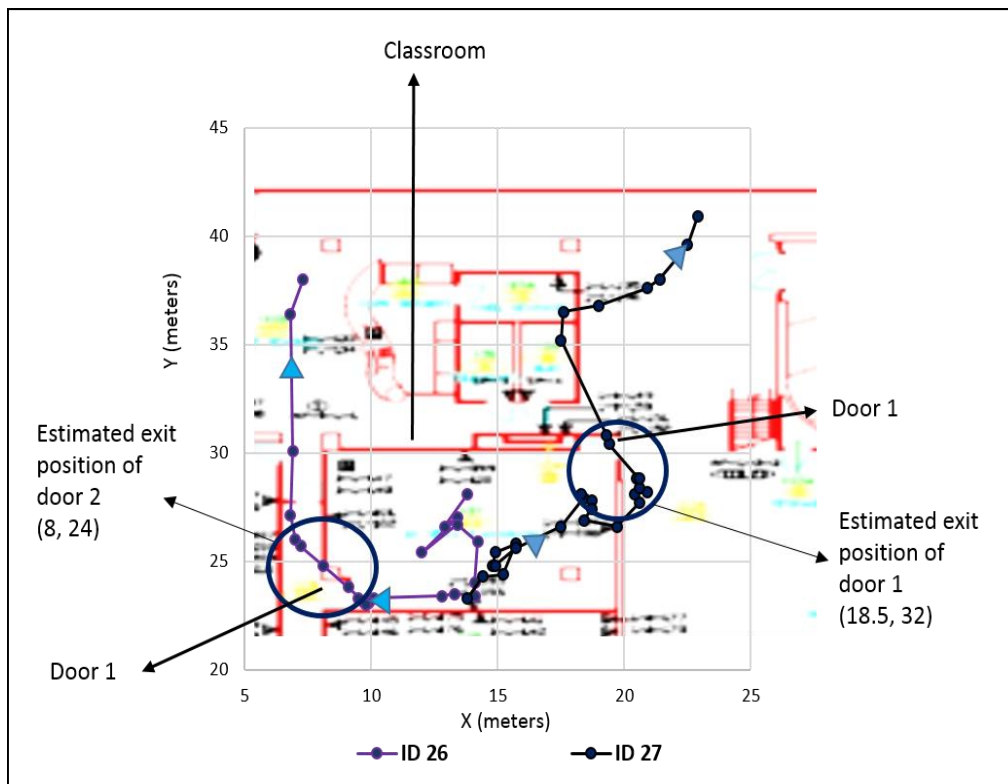 Classroom
45
40
35
30
25
20
Y (meters)
5
10
15
20
25
X (meters)
Door 1
Estimated exit
position of
door 2
(8, 24)
Estimated exit
position of
door 1
(18.5, 32)
Door 1
ID 26
ID 27